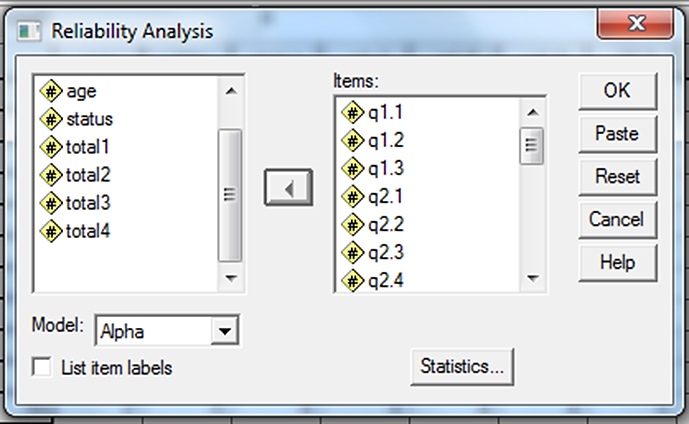 Reliability Analysis
age
status
total1
total2
total3
total4
Items:
q1.1
q1.2
q1.3
q2.1
q2.2
q2.3
q2.4
OK
Paste
Reset
Cancel
Help
Model: Alpha
List item labels
Statistics...